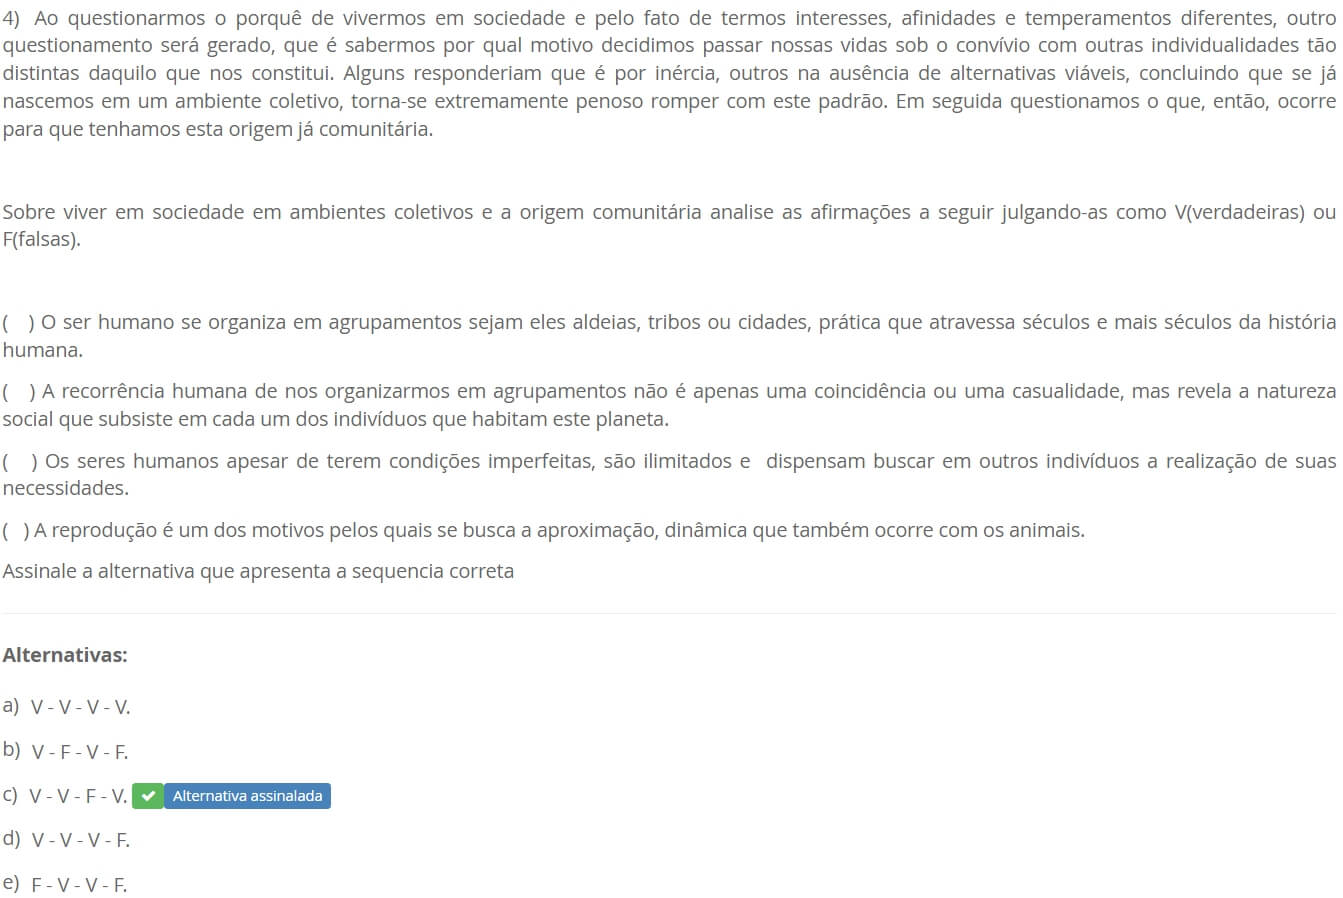 4) Ao questionarmos o porquê de vivermos em sociedade e pelo fato de termos interesses, afinidades e temperamentos diferentes, outro
questionamento será gerado, que é sabermos por qual motivo decidimos passar nossas vidas sob o convívio com outras individualidades tão
distintas daquilo que nos constitui. Alguns responderiam que é por inércia, outros na ausência de alternativas viáveis, concluindo que se já
nascemos em um ambiente coletivo, torna-se extremamente penoso romper com este padrão. Em seguida questionamos o que, então, ocorre
para que tenhamos esta origem já comunitária.
Sobre viver em sociedade em ambientes coletivos e a origem comunitária analise as afirmações a seguir julgando-as como V(verdadeiras) ou
F(falsas).
( ) O ser humano se organiza em agrupamentos sejam eles aldeias, tribos ou cidades, prática que atravessa séculos e mais séculos da história
humana.
( ) A recorrência humana de nos organizarmos em agrupamentos não é apenas uma coincidência ou uma casualidade, mas revela a natureza
social que subsiste em cada um dos indivíduos que habitam este planeta.
( ) Os seres humanos apesar de terem condições imperfeitas, são ilimitados e dispensam buscar em outros indivíduos a realização de suas
necessidades.
( ) A reprodução é um dos motivos pelos quais se busca a aproximação, dinâmica que também ocorre com os animais.
Assinale a alternativa que apresenta a sequencia correta
Alternativas:
a) V - V - V - V.
b) V - F - V - F.
c) V - V - F - V. Alternativa assinalada
d) V - V - V - F.
e) F - V - V - F.